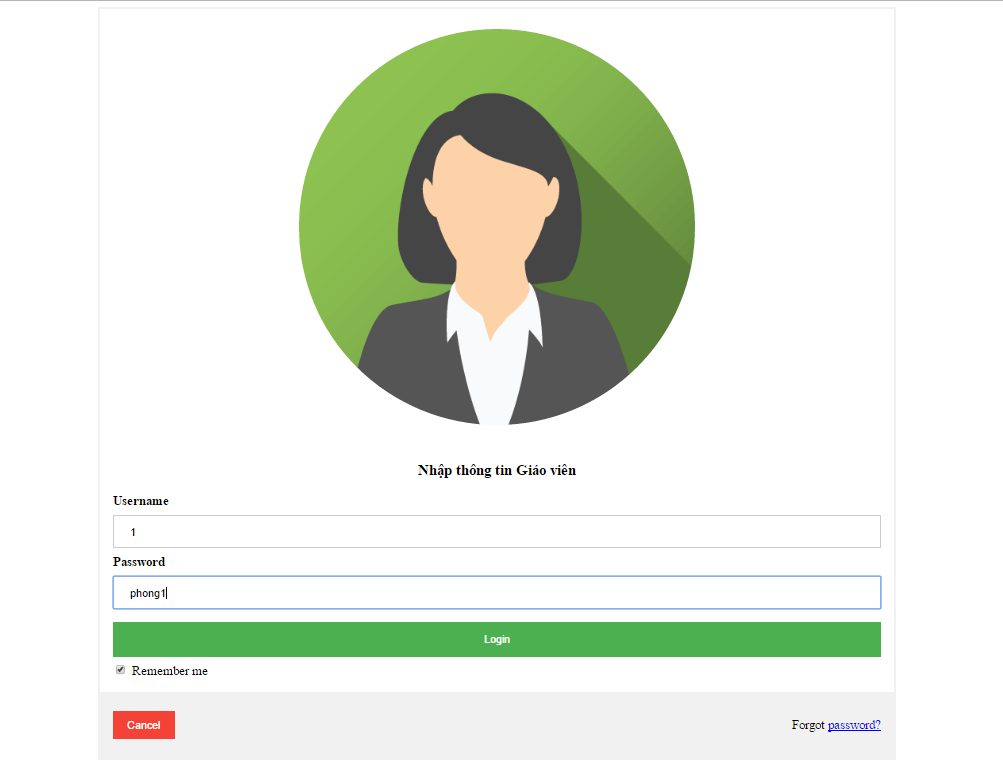 Nhập thông tin Giáo viên
Username
1
Password
phong1
Login
Remember me
Cancel
Forgot password?